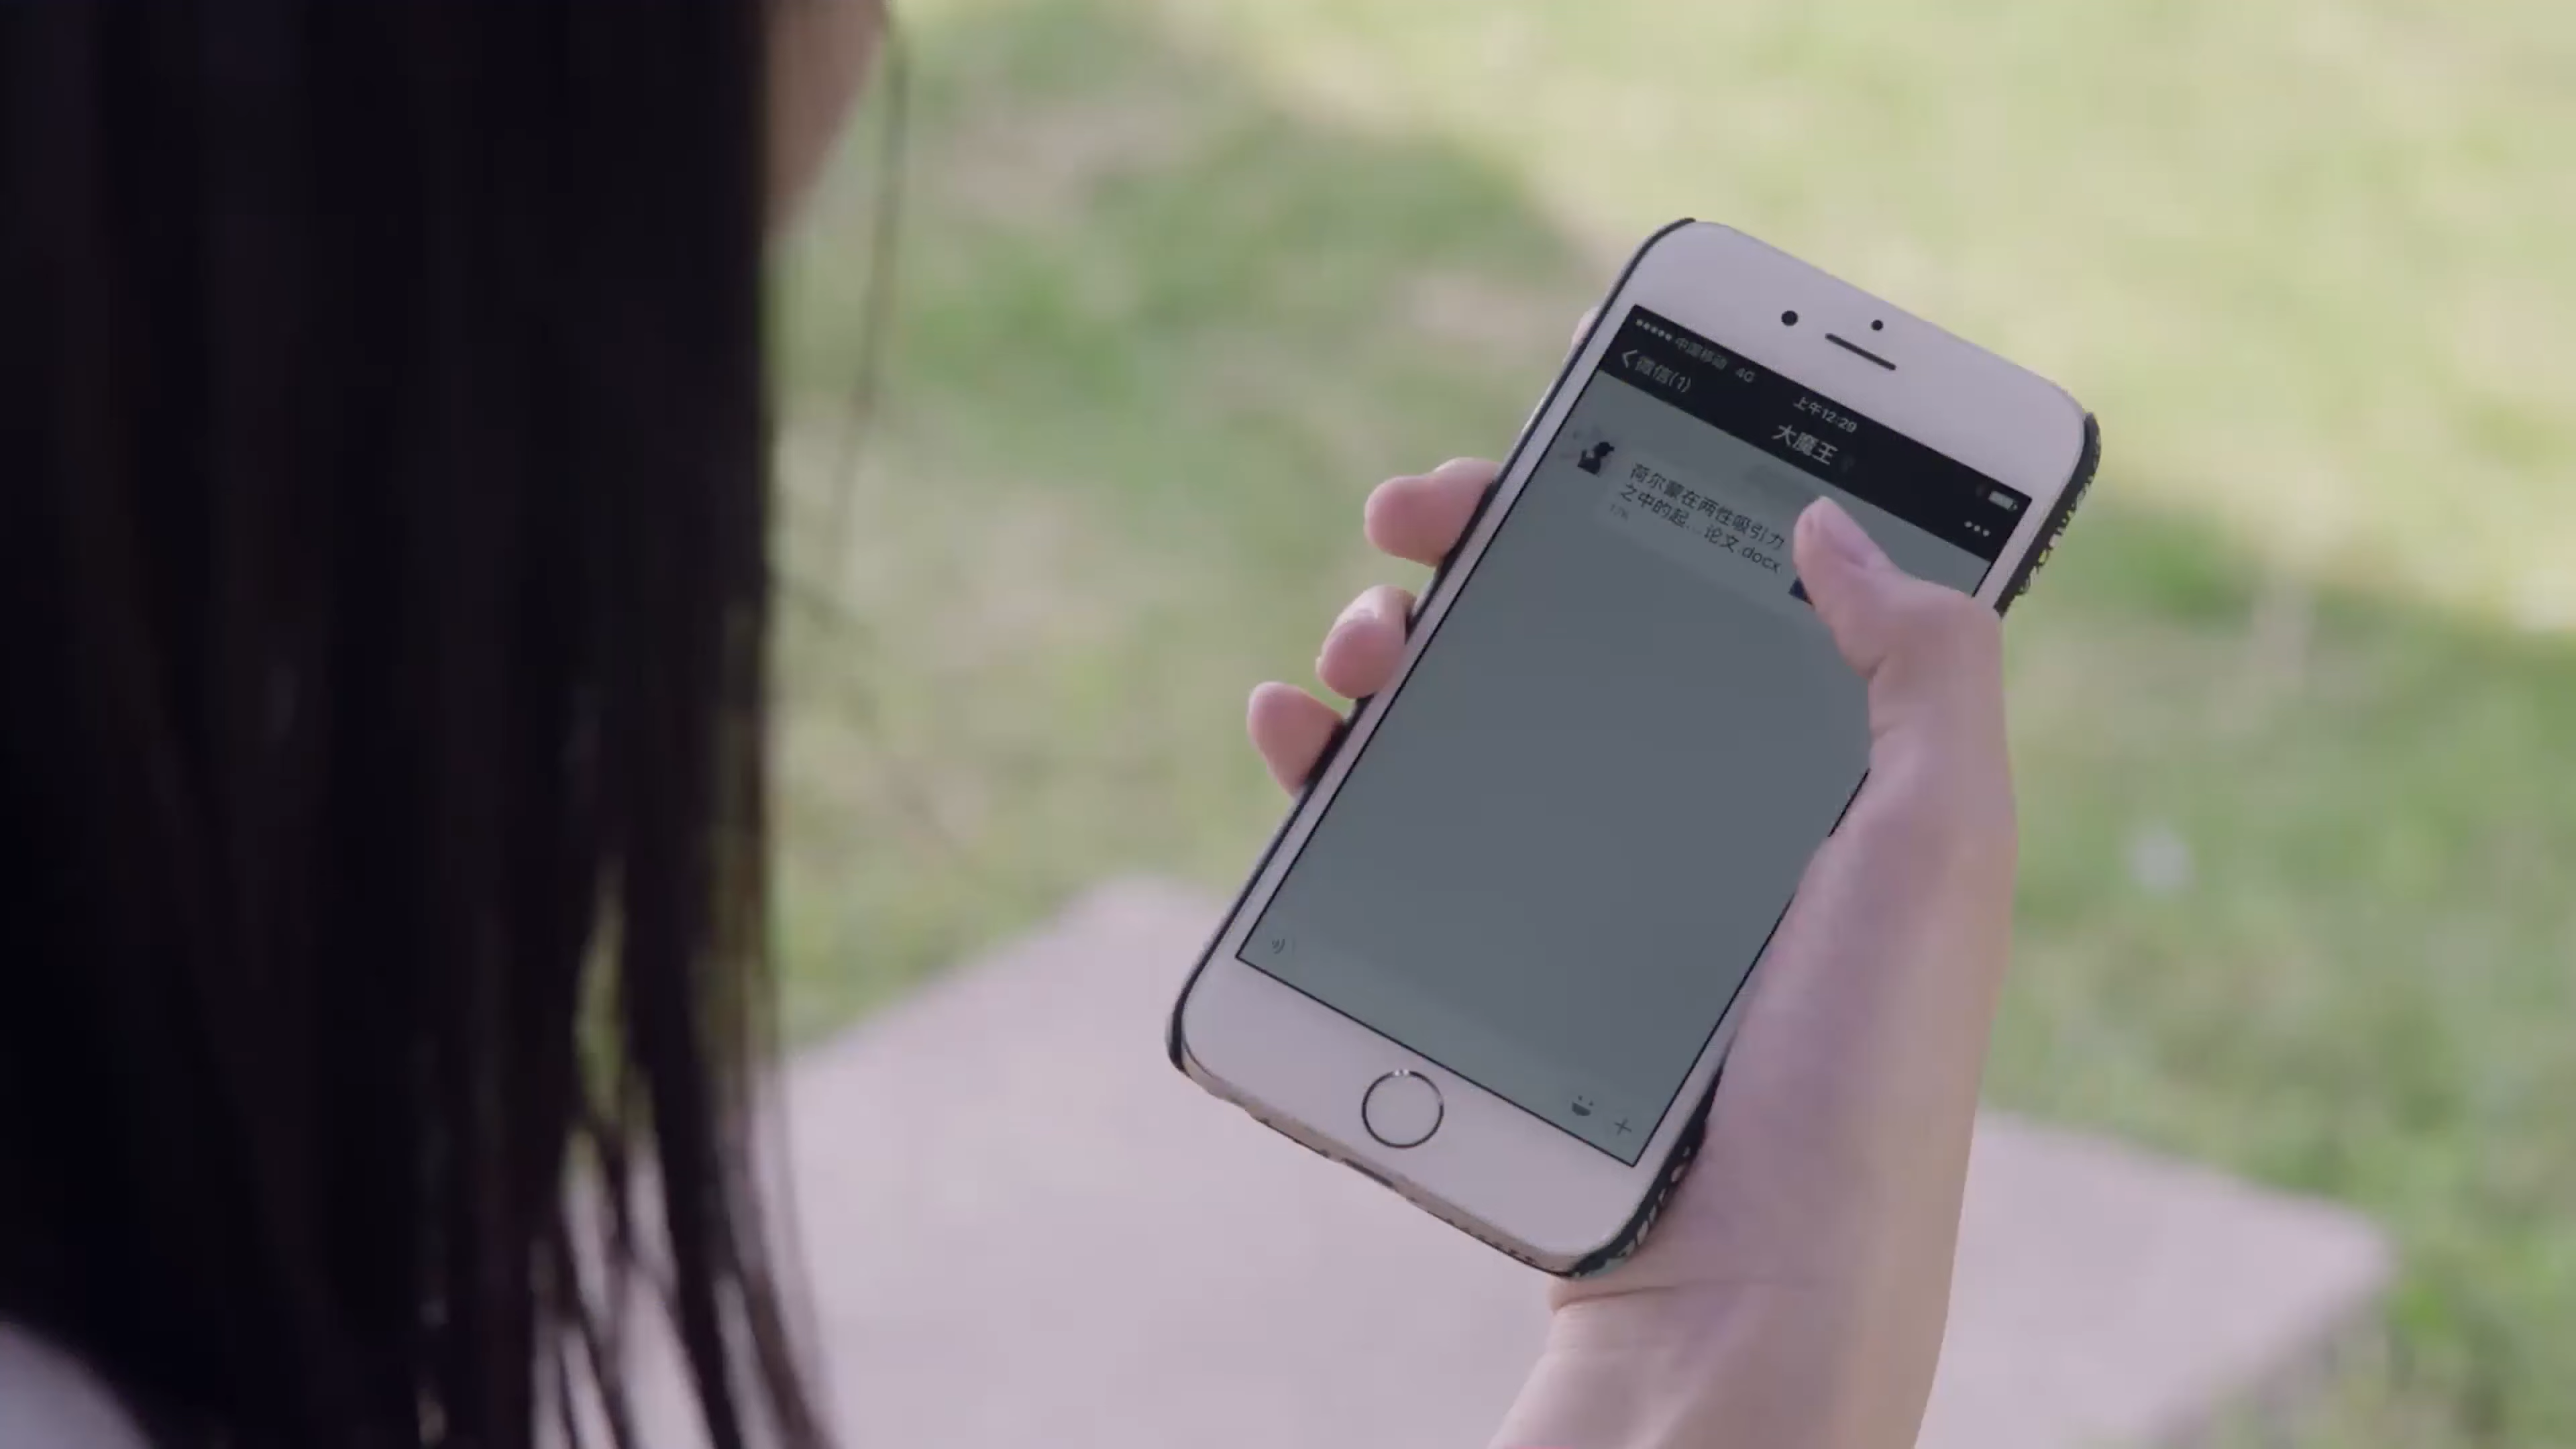 中国移动 4G
上午12:29
微信(1)
大魔王
荷尔蒙在两性吸引力
之中的起...论文.docx